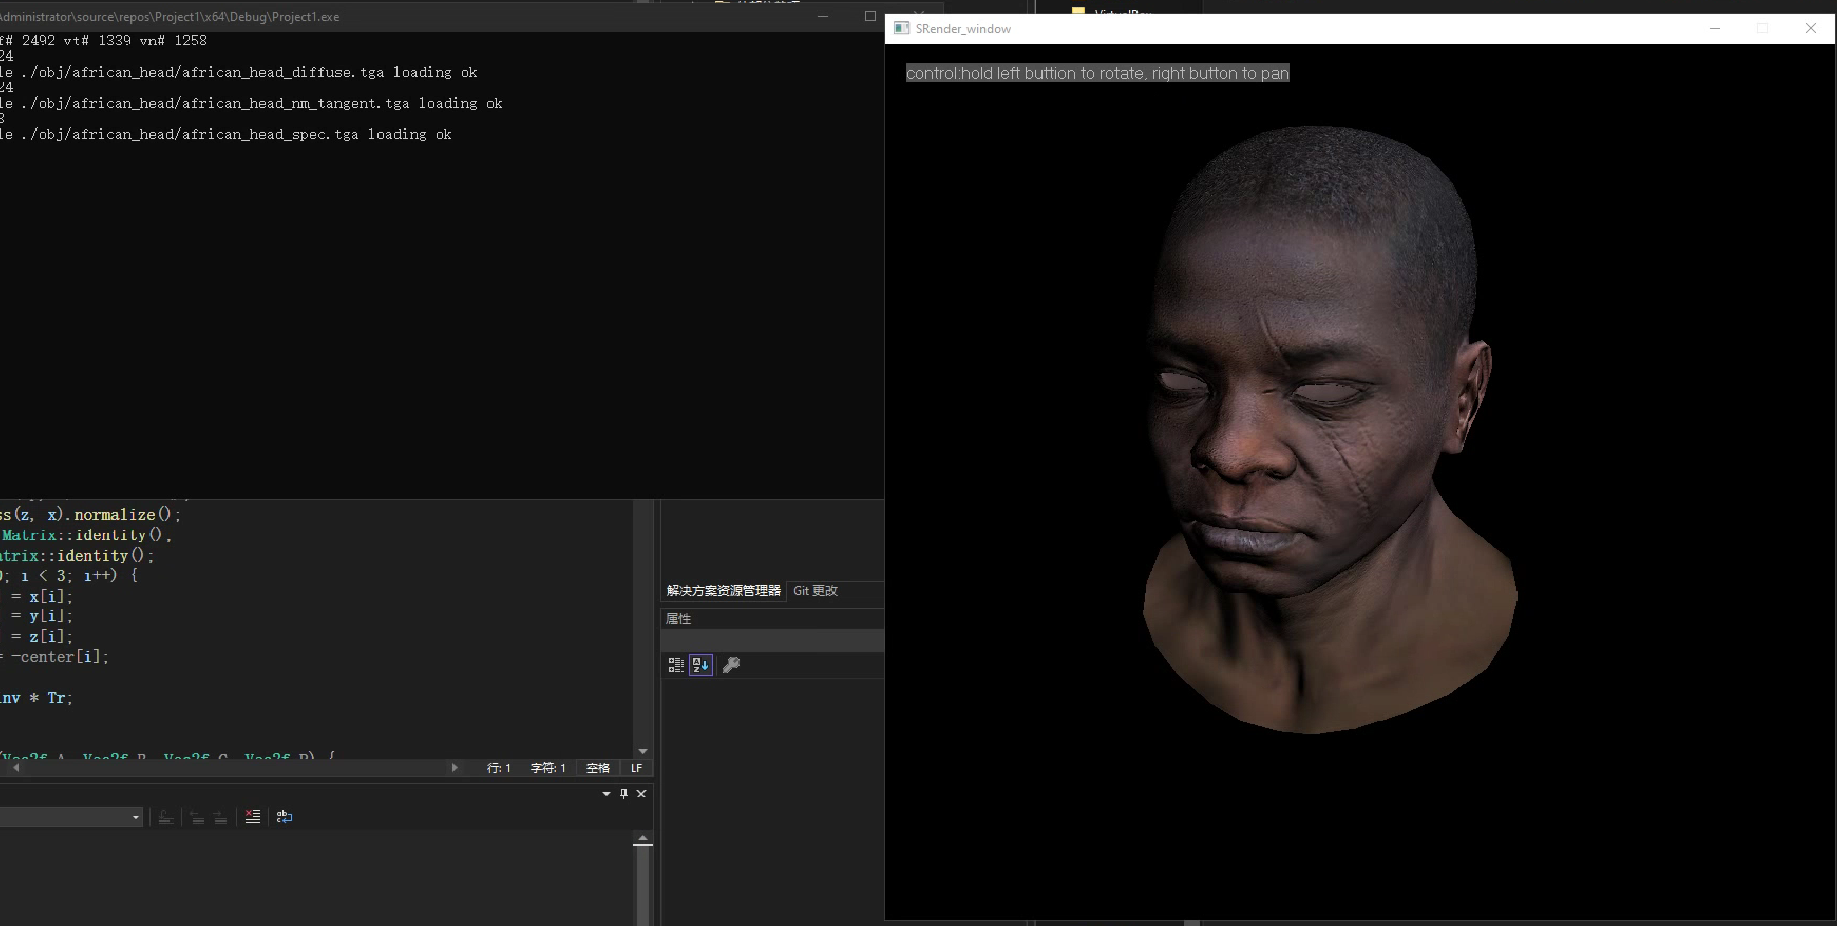 Administrator\source\repos\Project1\x64\Debug\Project1.exe
f# 2492 vt# 1339 vn# 1258
24
le ./obj/african_head/african_head_diffuse.tga loading ok
24
le ./obj/african_head/african_head_nm_tangent.tga loading ok
8
le ./obj/african_head/african_head_spec.tga loading ok
SRender_window
control:hold left buttion to rotate, right button to pan
ss(z, x).normalize();
Matrix::identity();
atrix::identity();
0; i < 3; i++) {
= x[i];
= y[i];
= z[i];
= -center[i];
inv * Tr;
(Vec2f A, Vec2f B, Vec2f C, Vec2f P) {
行: 1 字符: 1 空格 LF
解决方案资源管理器 Git 更改
属性